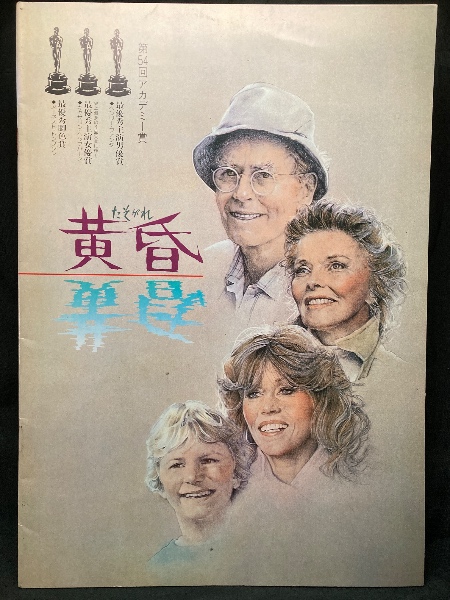 第54回アカデミー賞
最優秀主演男優賞
最優秀主演女優賞
最優秀脚色賞
たそがれ
黄昏